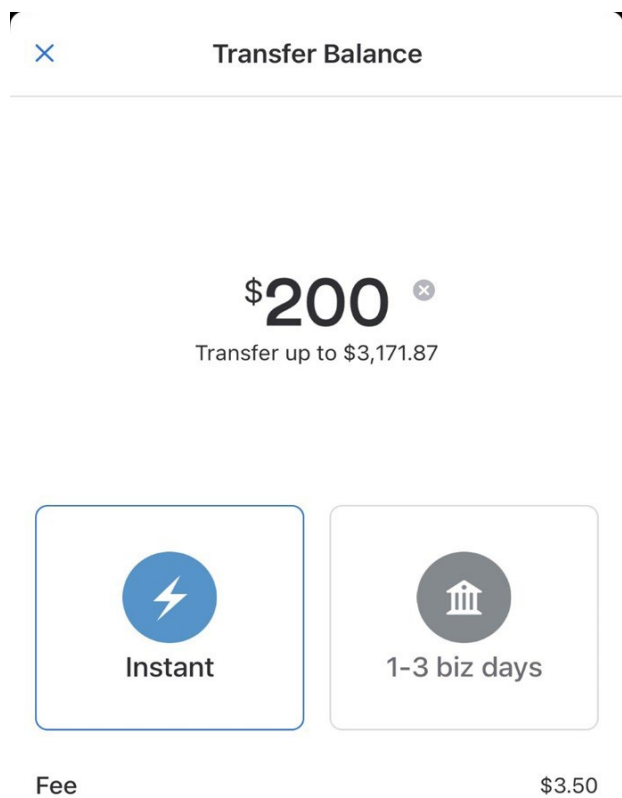 Transfer Balance
$200
Transfer up to $3,171.87
Instant
1-3 biz days
Fee $3.50